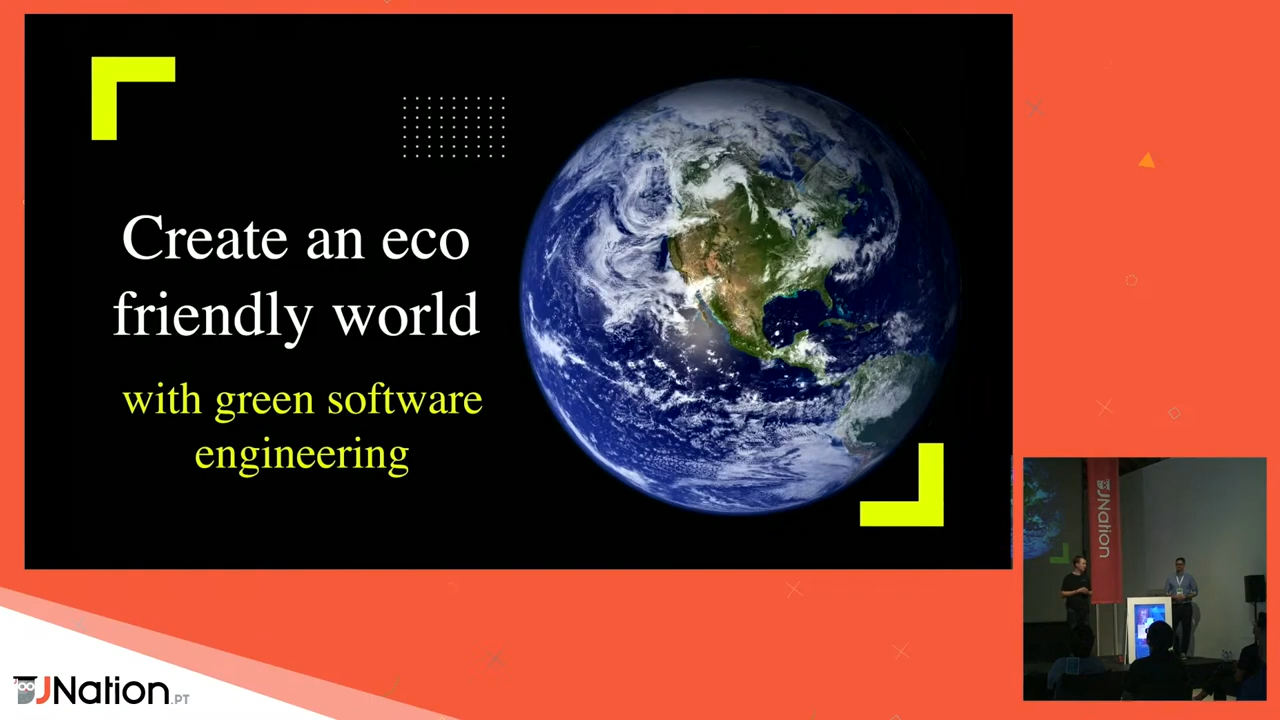 Create an eco
friendly world
with green software
engineering
JNation
JNation.PT